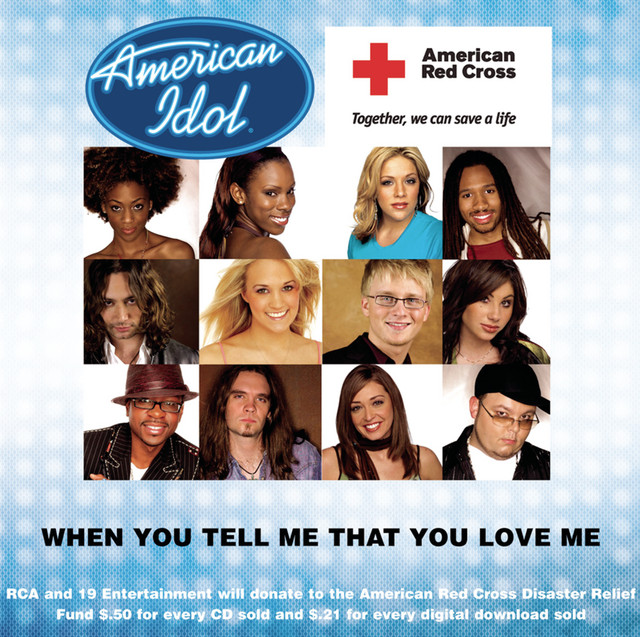 American
Idol
American
Red Cross
Together, we can save a life
WHEN YOU TELL ME THAT YOU LOVE ME
RCA and 19 Entertainment will donate to the American Red Cross Disaster Relief
Fund $.50 for every CD sold and $.21 for every digital download sold